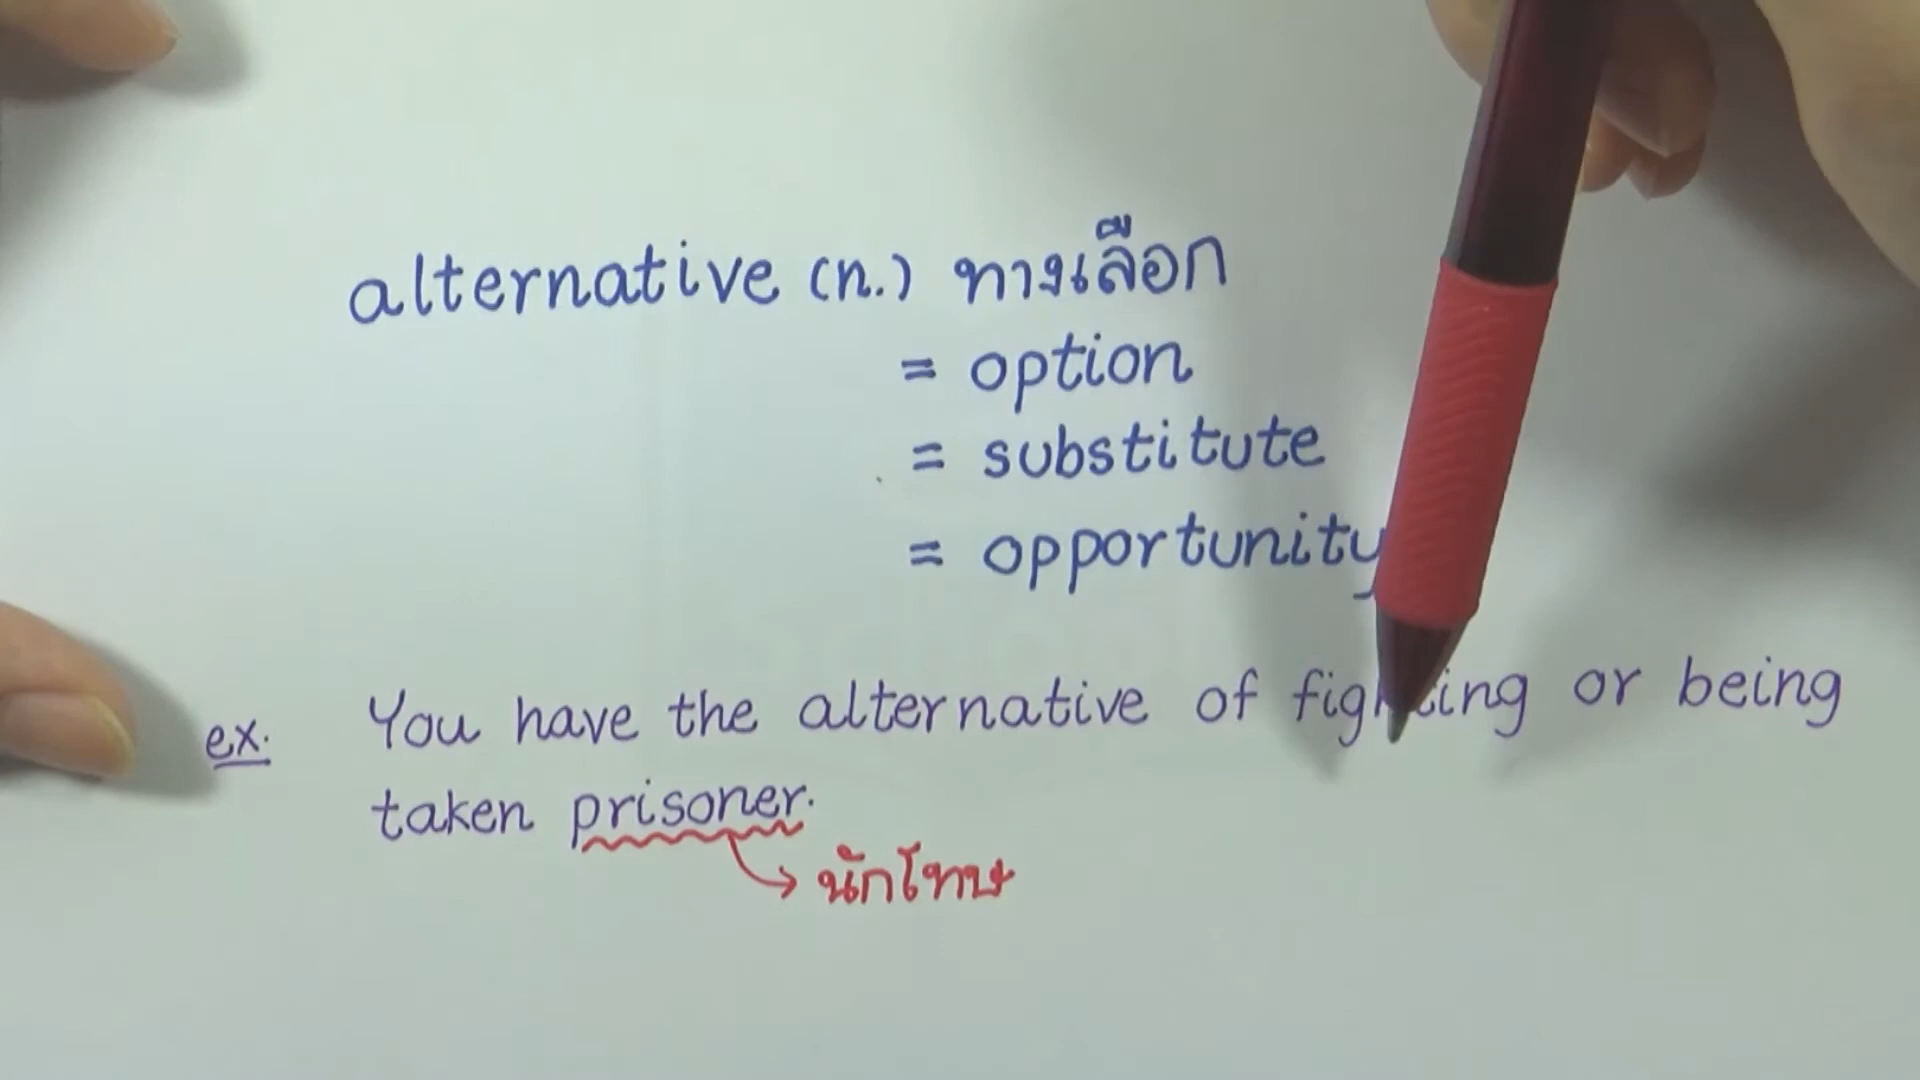 alternative (n.) ทางเลือก
= option
= substitute
= opportunity
ex. You have the alternative of fighting or being
taken prisoner.
นักโทษ